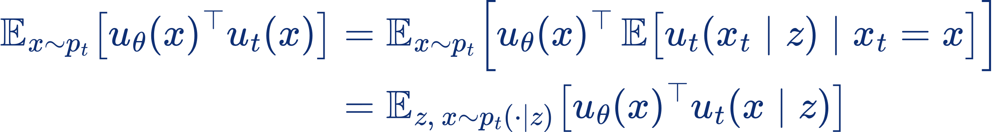 𝔼_{x∼p_t}[u_θ(x)^⊤ u_t(x)] = 𝔼_{x∼p_t}[u_θ(x)^⊤ 𝔼[u_t(x_t | z) | x_t = x]]
= 𝔼_{z, x∼p_t(·|z)}[u_θ(x)^⊤ u_t(x | z)]